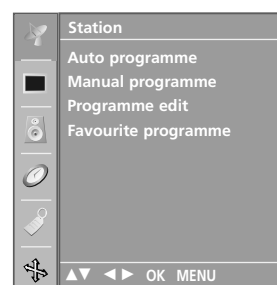 Station
Auto programme
Manual programme
Programme edit
Favourite programme
▲▼ ◄► OK MENU